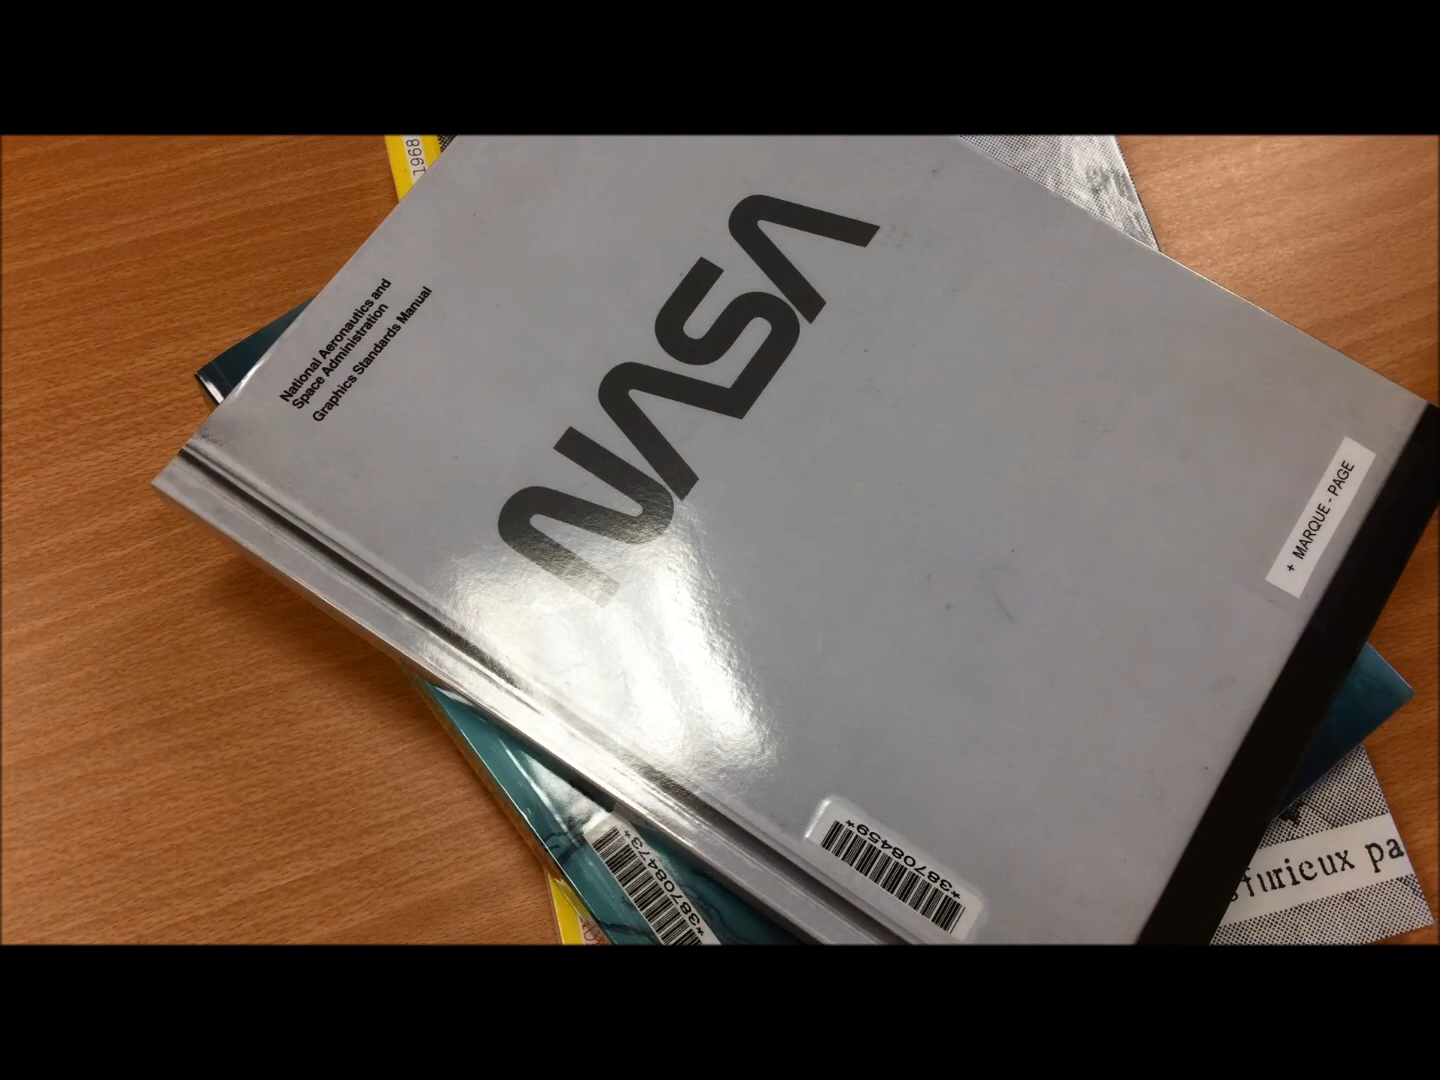 1968
National Aeronautics and
Space Administration
Graphics Standards Manual
NASA
+ MARQUE - PAGE
*38708459*
*38708473*
furieux pa